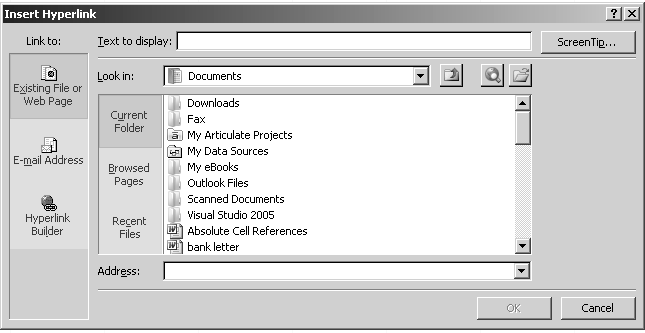 Insert Hyperlink
Link to:
Text to display:
ScreenTip...
Existing File or
Web Page
E-mail Address
Hyperlink
Builder
Look in:
Documents
Current
Folder
Browsed
Pages
Recent
Files
Downloads
Fax
My Articulate Projects
My Data Sources
My eBooks
Outlook Files
Scanned Documents
Visual Studio 2005
Absolute Cell References
bank letter
Address:
OK
Cancel